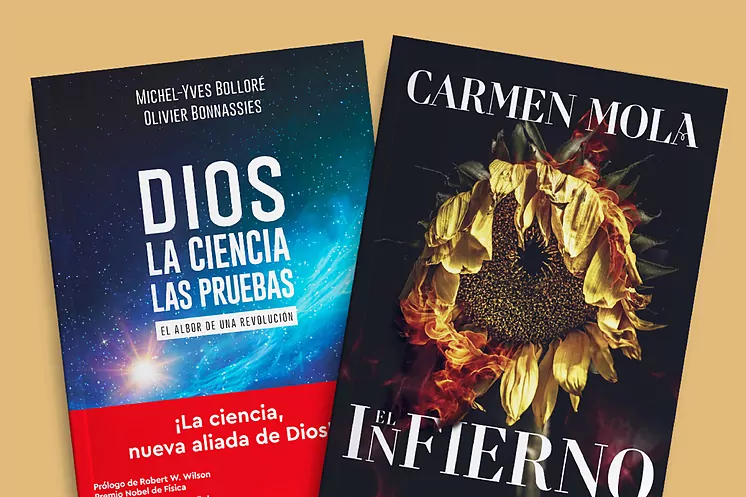 MICHEL-YVES BOLLORÉ
OLIVIER BONNASSIES
DIOS
LA CIENCIA
LAS PRUEBAS
EL ALBOR DE UNA REVOLUCIÓN
¡La ciencia,
nueva aliada de Dios!
Prólogo de Robert W. Wilson
Premio Nobel de Física
CARMEN MOLA
EL
INFIERNO